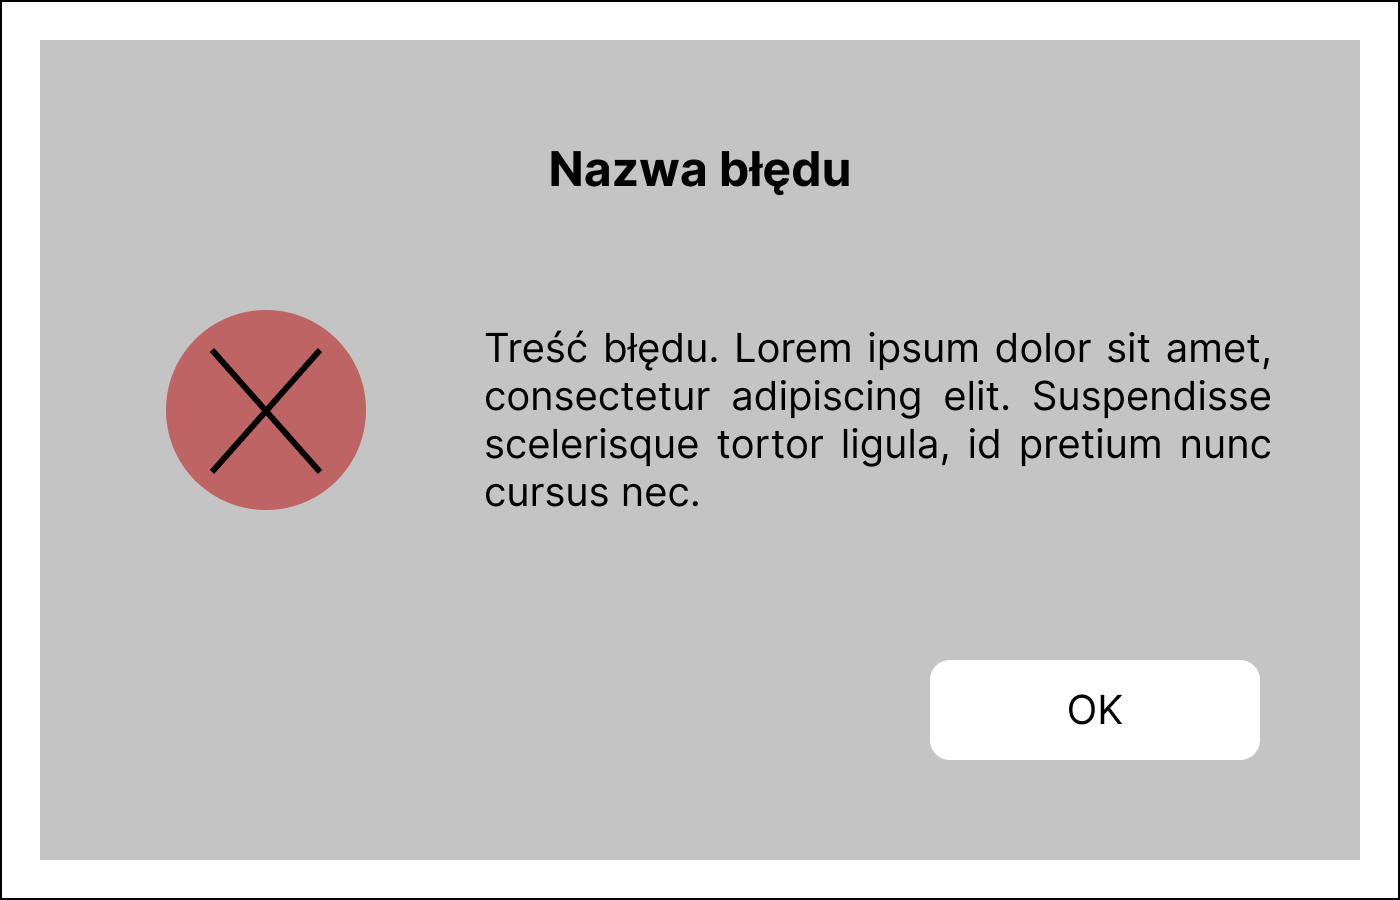 Nazwa błędu
Treść błędu. Lorem ipsum dolor sit amet,
consectetur adipiscing elit. Suspendisse
scelerisque tortor ligula, id pretium nunc
cursus nec.
OK